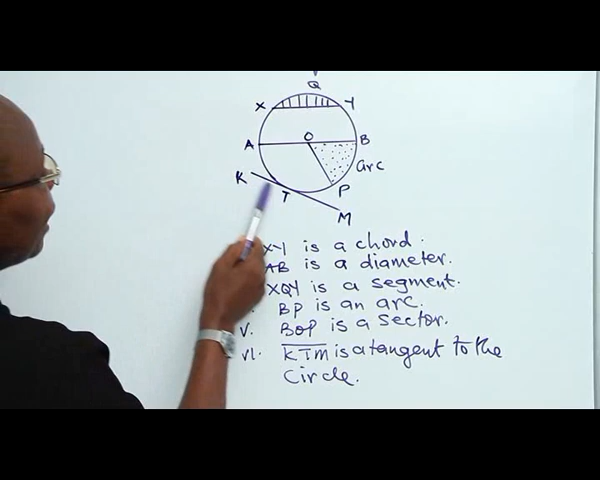 Q
X Y
A O B
arc
K
T P
M
XY is a chord.
AB is a diameter.
XQY is a segment.
BP is an arc.
V. BOP is a sector.
vi. KTM is a tangent to the
Circle.